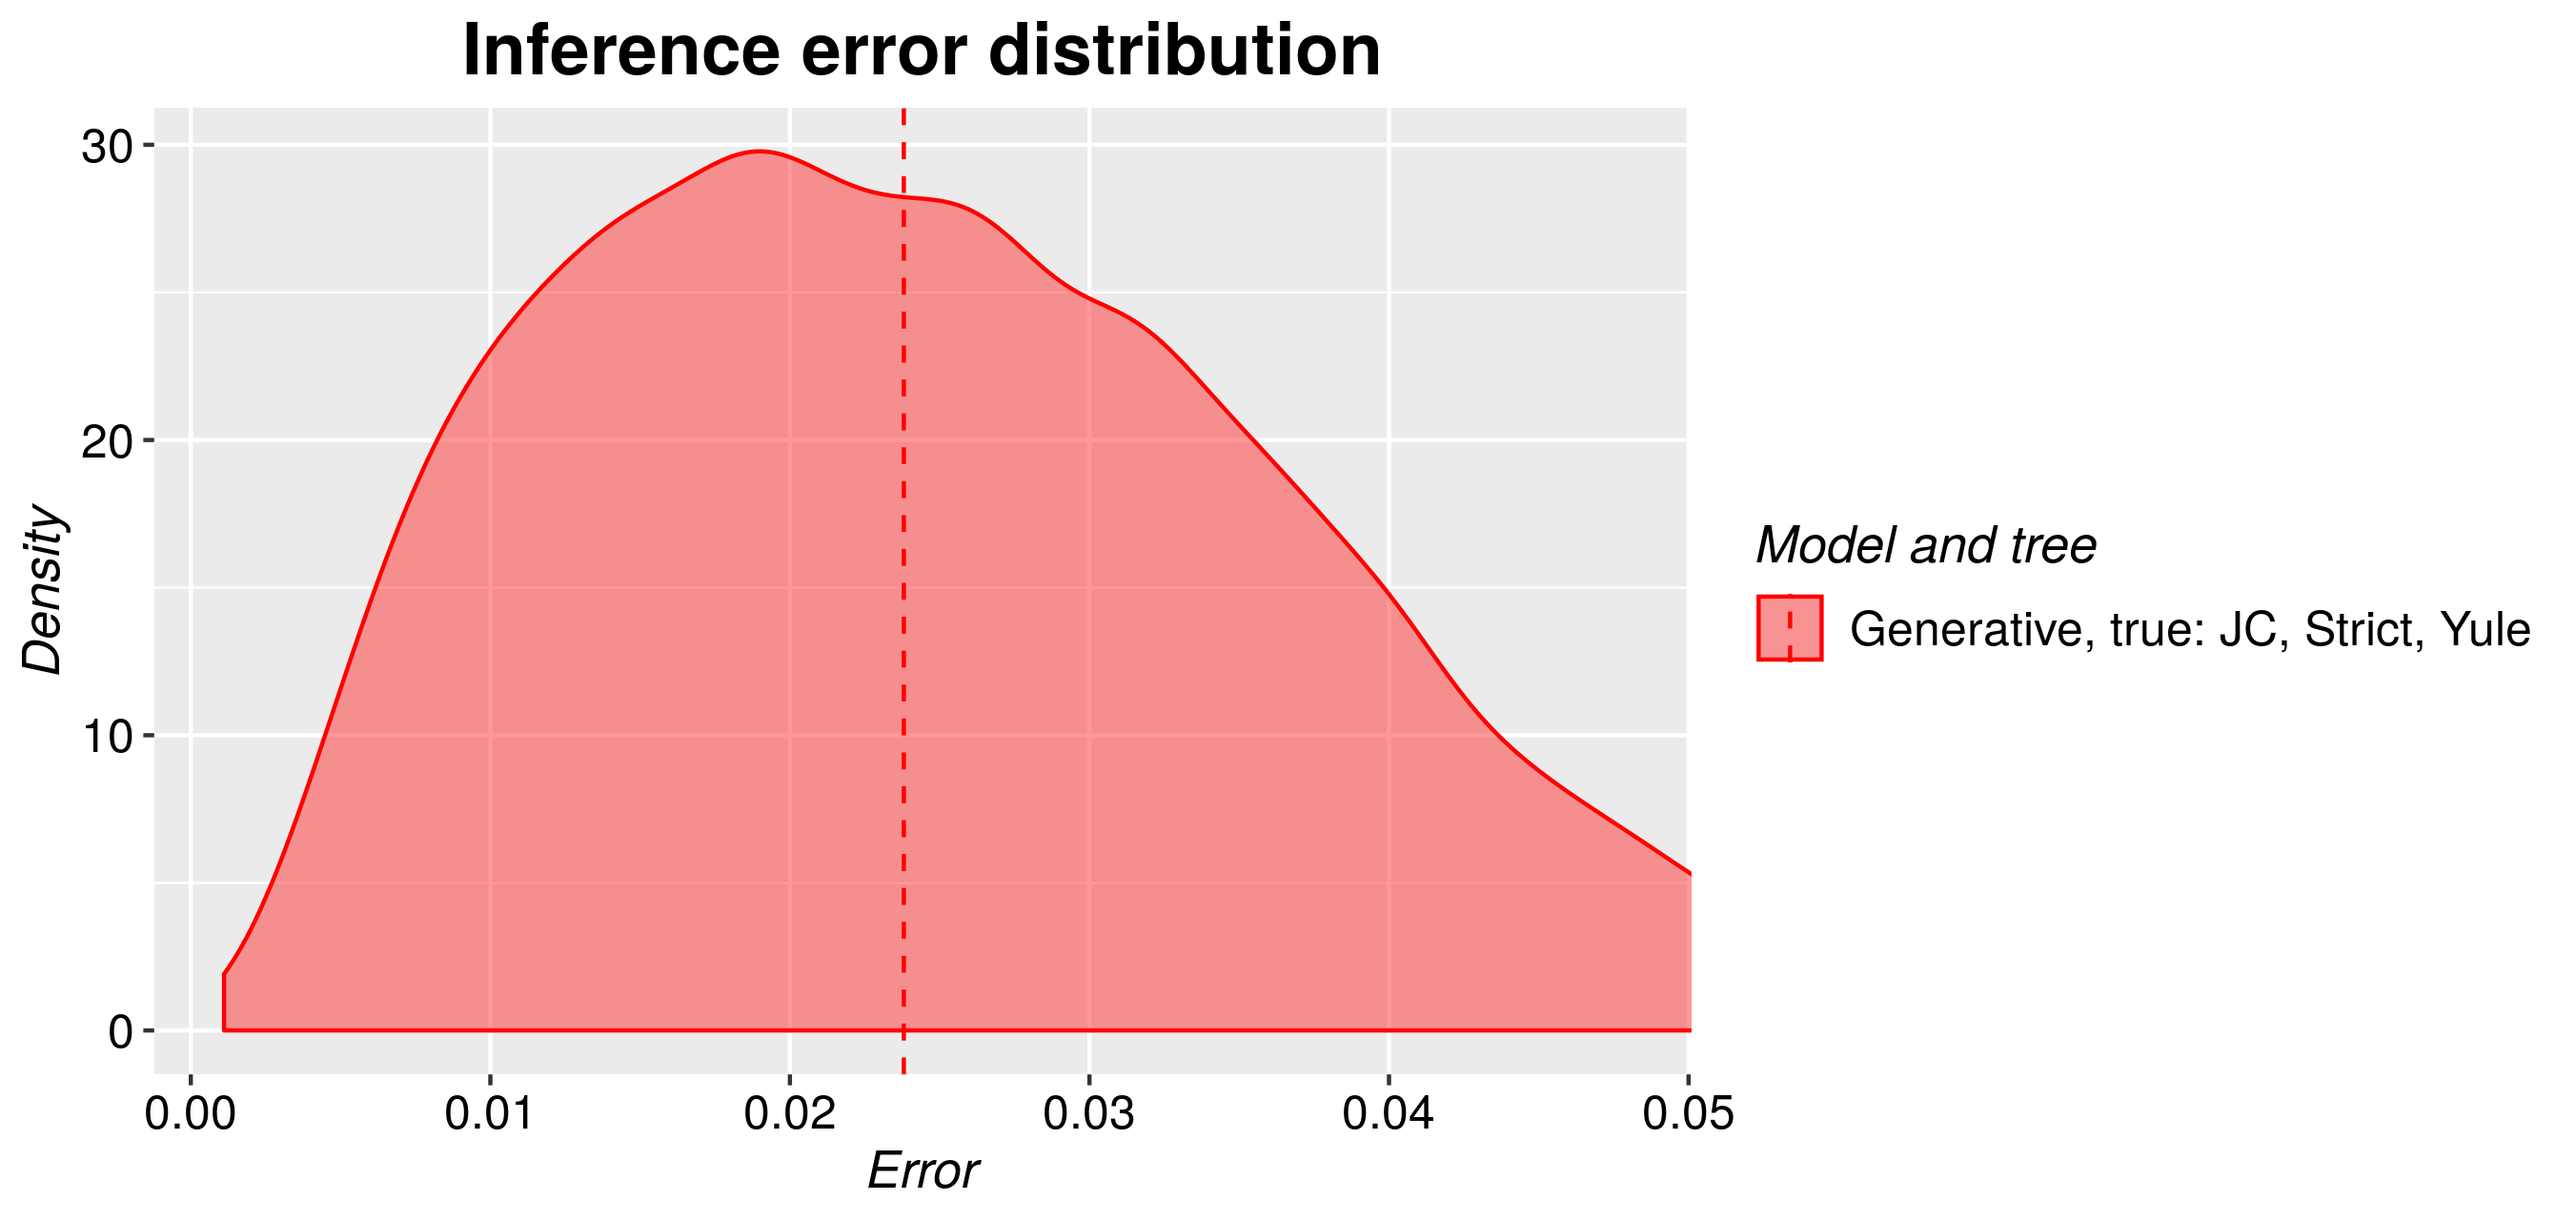 Inference error distribution
30
20
10
0
Density
0.00 0.01 0.02 0.03 0.04 0.05
Error
Model and tree
Generative, true: JC, Strict, Yule